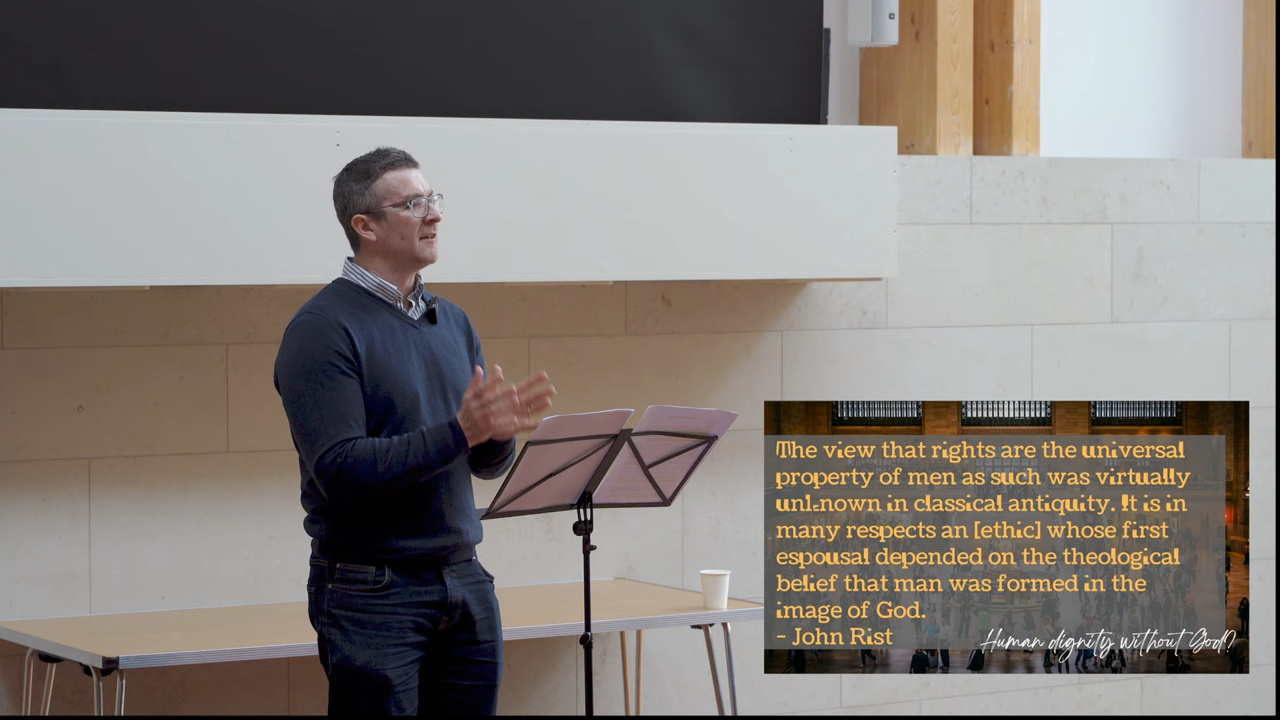 The view that rights are the universal
property of men as such was virtually
unknown in classical antiquity. It is in
many respects an [ethic] whose first
espousal depended on the theological
belief that man was formed in the
image of God.
- John Rist
Human dignity without God?